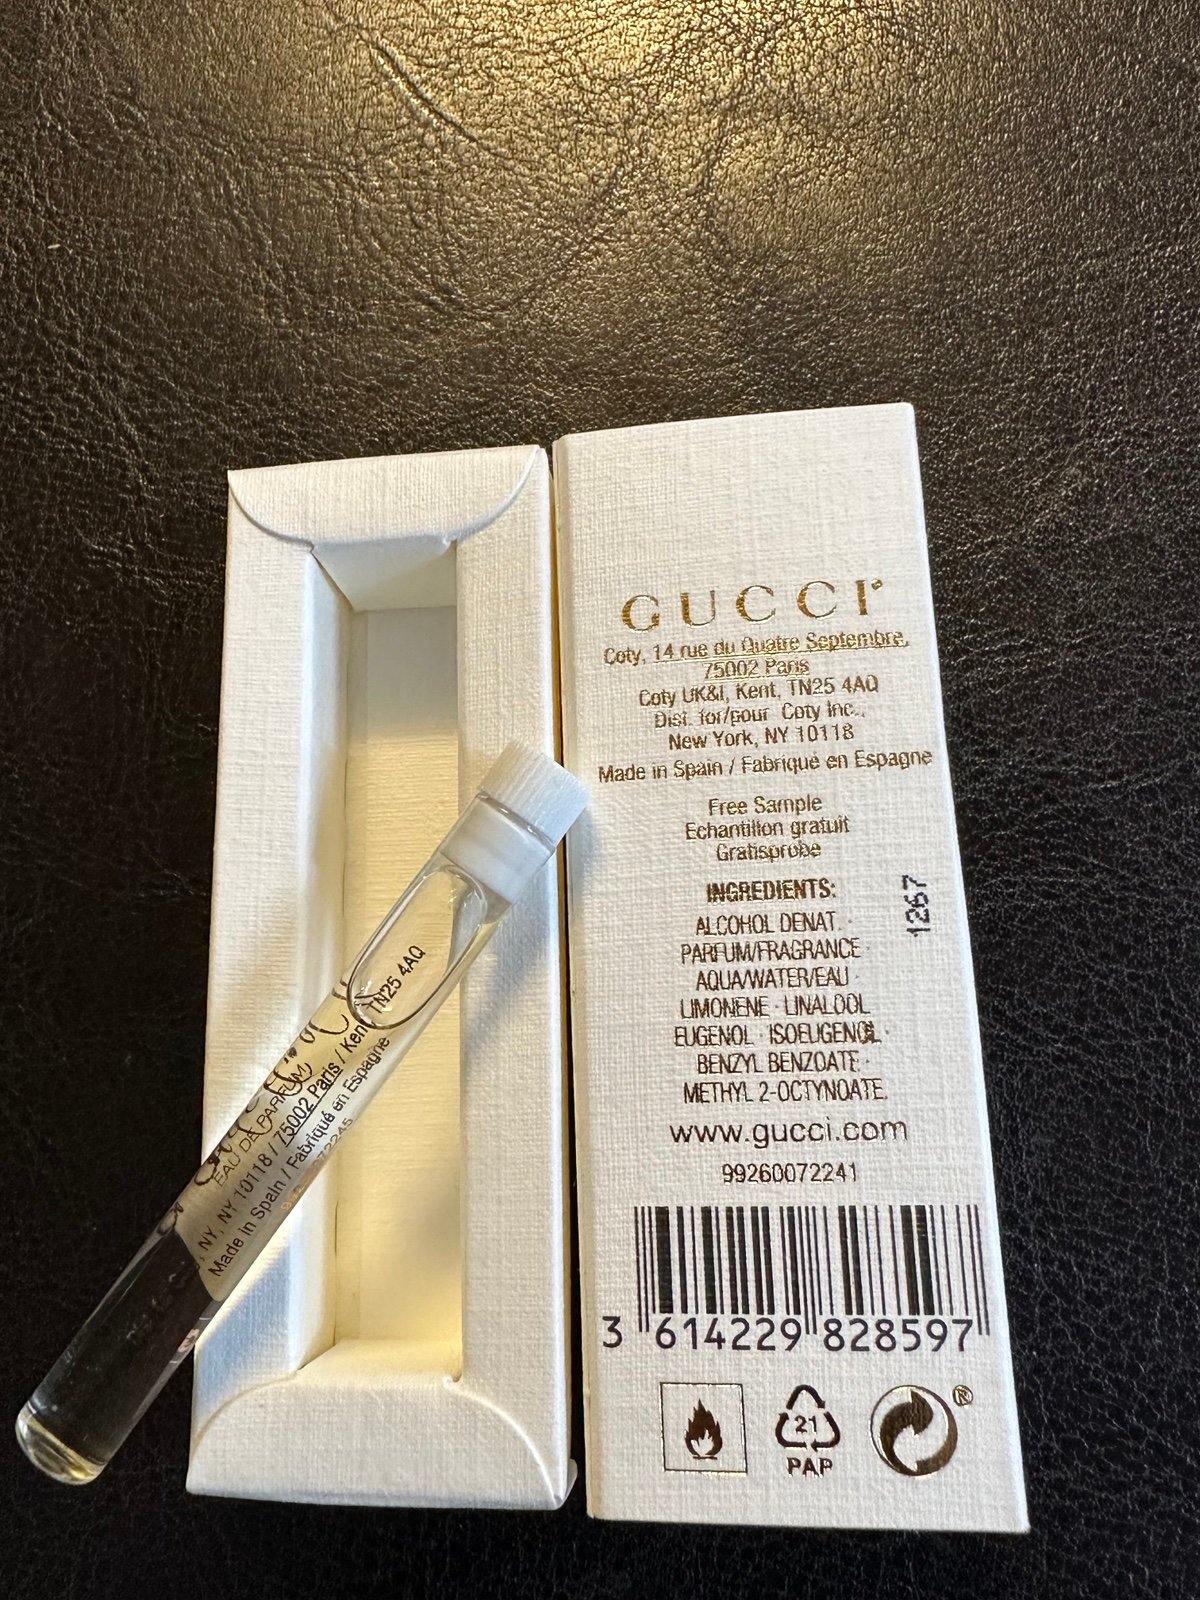 GUCCI
Coty, 14 rue du Quatre Septembre,
75002 Paris
Coty UK&I, Kent, TN25 4AQ
Dist. for/pour Coty Inc.,
New York, NY 10118
Made in Spain / Fabriqué en Espagne
Free Sample
Echantillon gratuit
Gratisprobe
INGREDIENTS:
ALCOHOL DENAT. ·
PARFUM/FRAGRANCE ·
AQUA/WATER/EAU ·
LIMONENE · LINALOOL
EUGENOL · ISOEUGENOL ·
BENZYL BENZOATE ·
METHYL 2-OCTYNOATE.
www.gucci.com
99260072241
3 614229 828597
21
PAP
®
1267
EAU DE PARFUM
NY, NY 10118 / 75002 Paris / Kent TN25 4AQ
Made in Spain / Fabriqué en Espagne